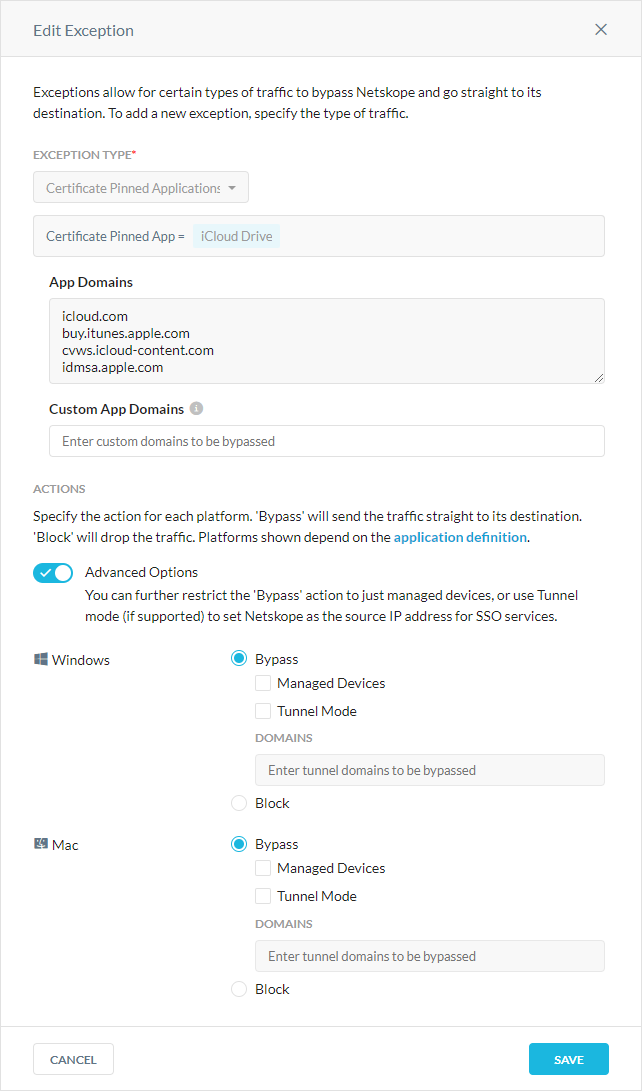 Edit Exception
Exceptions allow for certain types of traffic to bypass Netskope and go straight to its
destination. To add a new exception, specify the type of traffic.
EXCEPTION TYPE*
Certificate Pinned Applications
Certificate Pinned App = iCloud Drive
App Domains
icloud.com
buy.itunes.apple.com
cvws.icloud-content.com
idmsa.apple.com
Custom App Domains
Enter custom domains to be bypassed
ACTIONS
Specify the action for each platform. 'Bypass' will send the traffic straight to its destination.
'Block' will drop the traffic. Platforms shown depend on the application definition.
Advanced Options
You can further restrict the 'Bypass' action to just managed devices, or use Tunnel
mode (if supported) to set Netskope as the source IP address for SSO services.
Windows Bypass
Managed Devices
Tunnel Mode
DOMAINS
Enter tunnel domains to be bypassed
Block
Mac Bypass
Managed Devices
Tunnel Mode
DOMAINS
Enter tunnel domains to be bypassed
Block
CANCEL SAVE